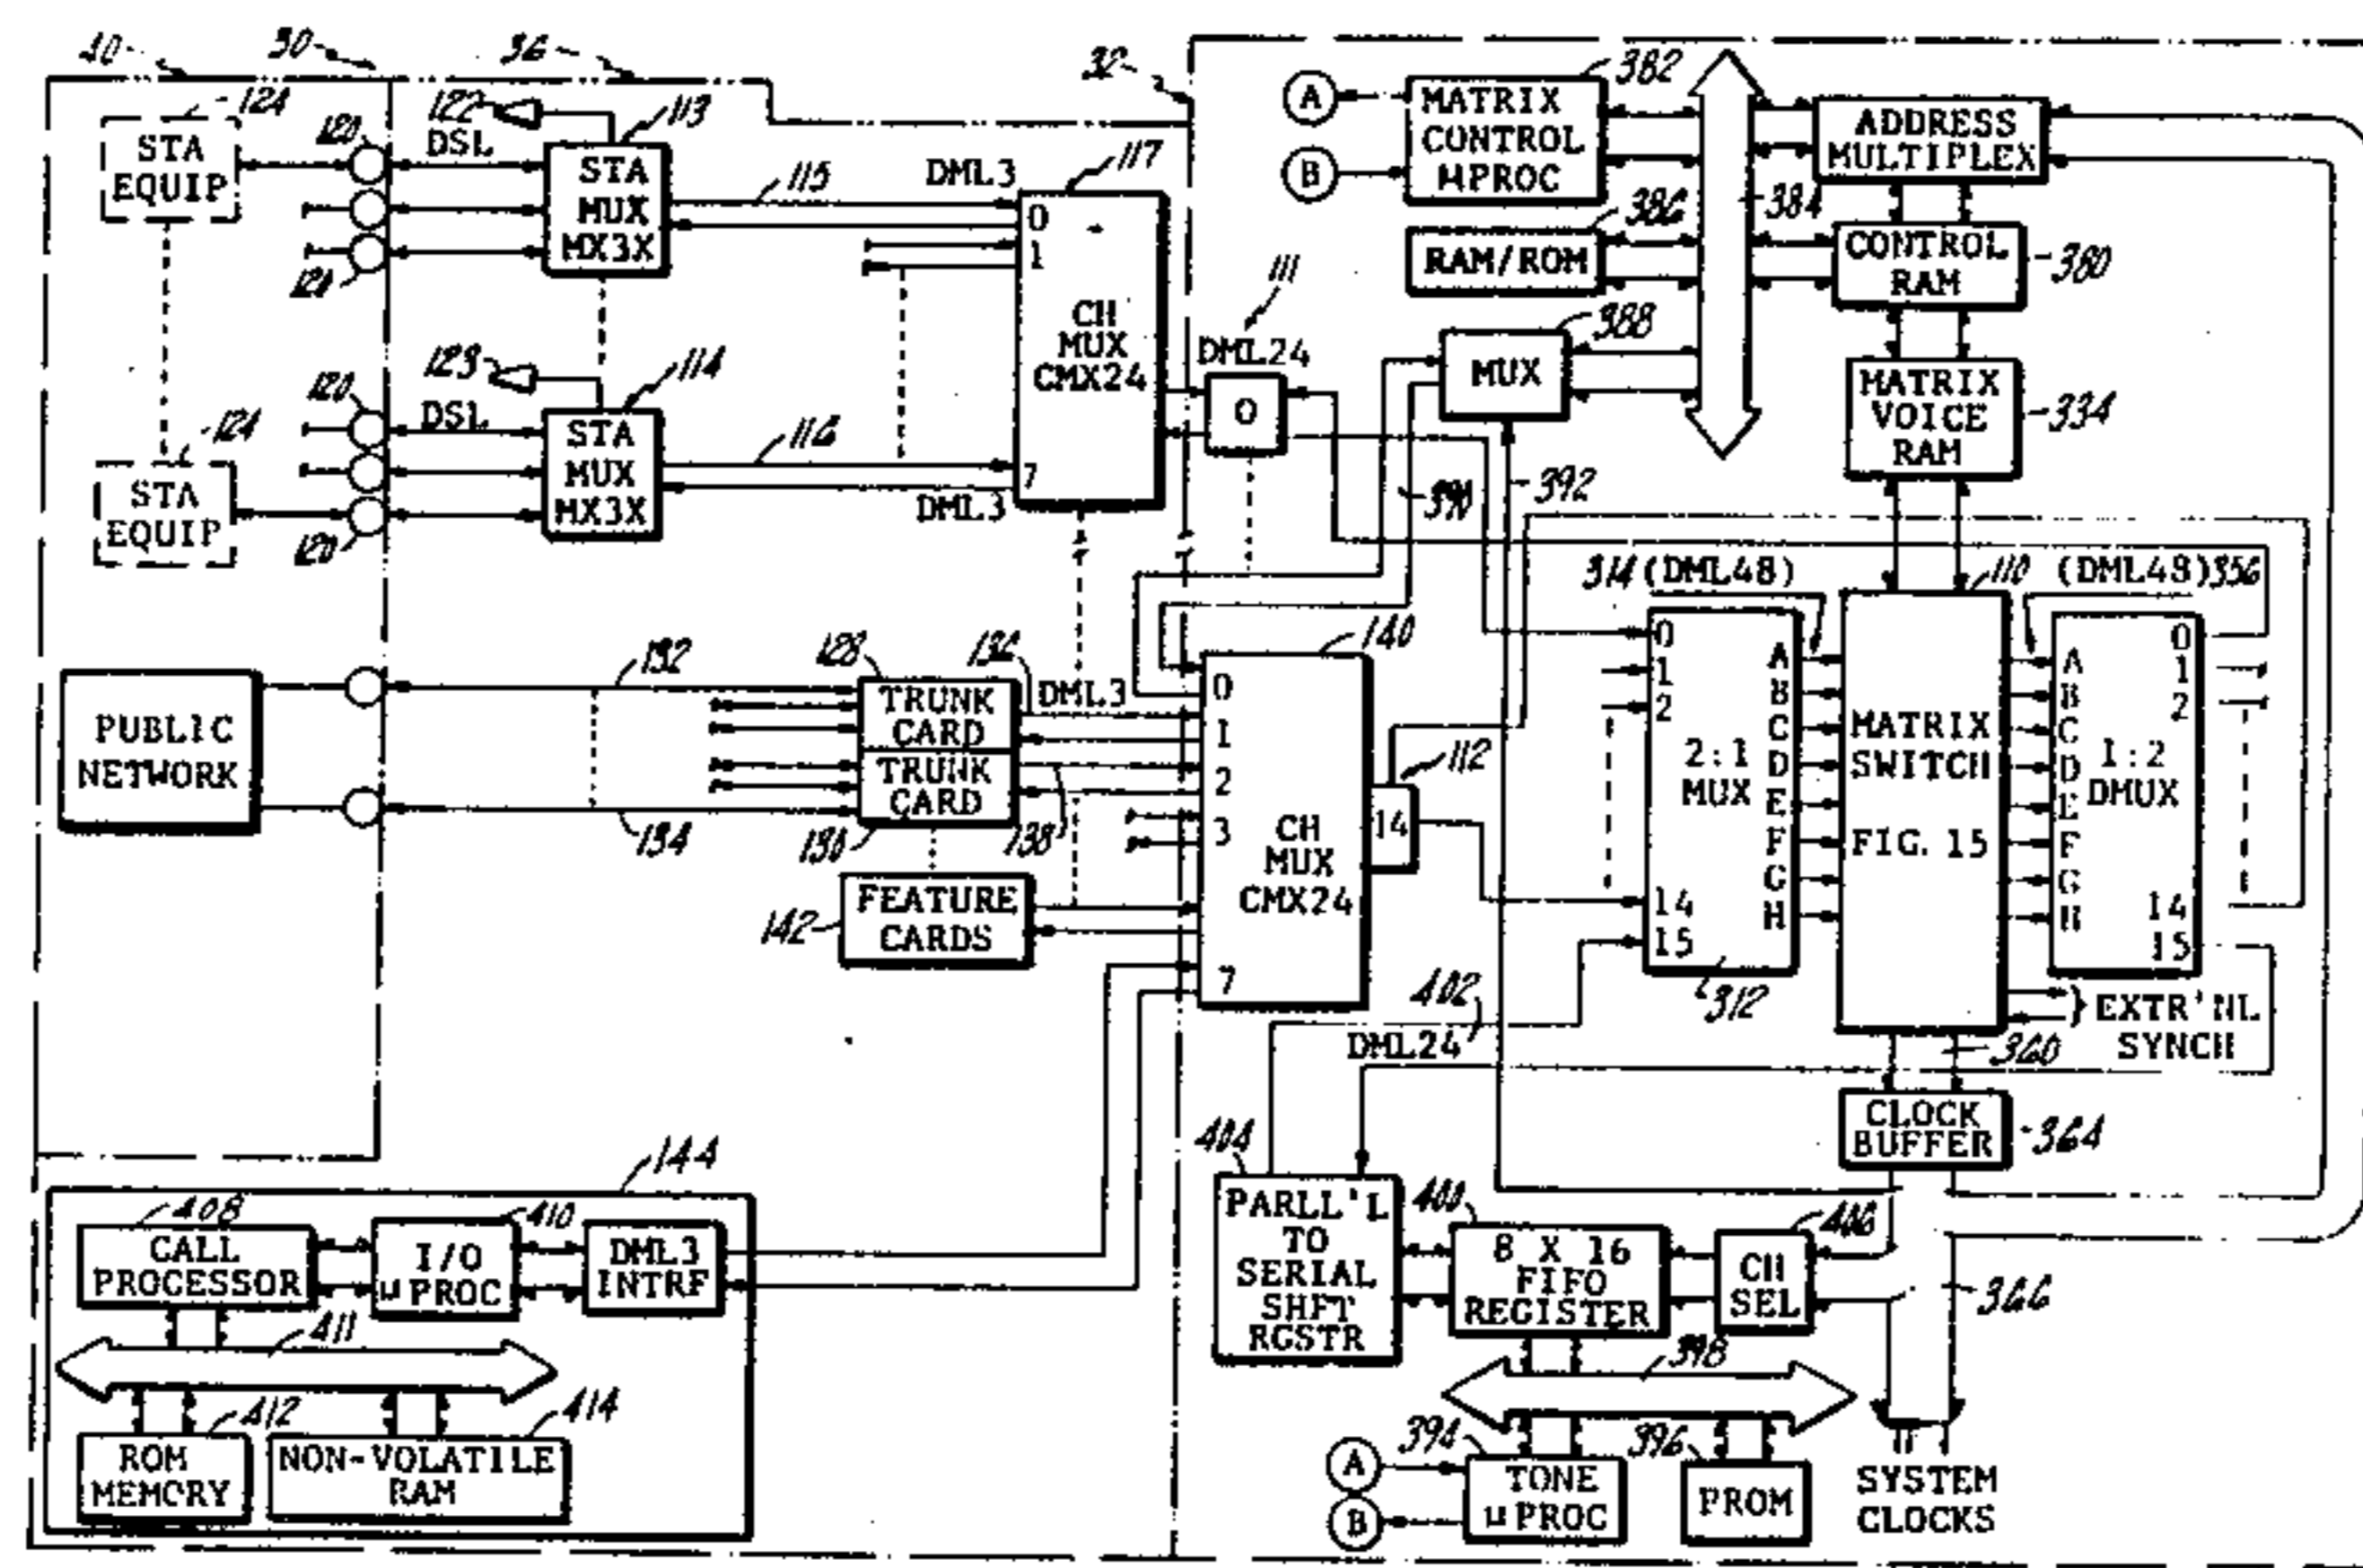 40
30
36
32
124
STA
EQUIP
120
DSL
122
113
STA
MUX
MX3X
115
DML3
117
0
1
CH
MUX
CMX24
7
120
123
114
120
DSL
STA
MUX
MX3X
116
DML3
124
STA
EQUIP
120
111
DML24
0
A
B
382
MATRIX
CONTROL
µPROC
386
RAM/ROM
388
MUX
384
ADDRESS
MULTIPLEX
CONTROL
RAM
380
MATRIX
VOICE
RAM
334
392
314 (DML48)
110
(DML48) 356
PUBLIC
NETWORK
132
134
128
TRUNK
CARD
TRUNK
CARD
130
136
DML3
138
142
FEATURE
CARDS
140
0
1
2
3
7
CH
MUX
CMX24
112
14
0
1
2
2:1
MUX
14
15
A
B
C
D
E
F
G
H
312
MATRIX
SWITCH
FIG. 15
A
B
C
D
E
F
G
H
1:2
DMUX
0
1
2
14
15
EXTR'NL
SYNCH
360
CLOCK
BUFFER
364
402
DML24
404
PARLL'L
TO
SERIAL
SHFT
RGSTR
400
8 X 16
FIFO
REGISTER
406
CH
SEL
366
398
394
A
B
TONE
µPROC
396
PROM
SYSTEM
CLOCKS
144
408
CALL
PROCESSOR
410
I/O
µPROC
DML3
INTRF
411
412
ROM
MEMORY
414
NON-VOLATILE
RAM